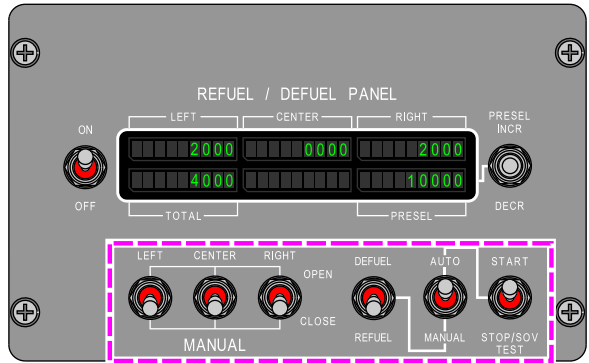 REFUEL / DEFUEL PANEL
LEFT CENTER RIGHT
PRESEL
INCR
ON
2000 0000 2000
4000 10000
OFF
DECR
TOTAL PRESEL
LEFT CENTER RIGHT DEFUEL AUTO START
OPEN
CLOSE
MANUAL REFUEL MANUAL STOP/SOV
TEST